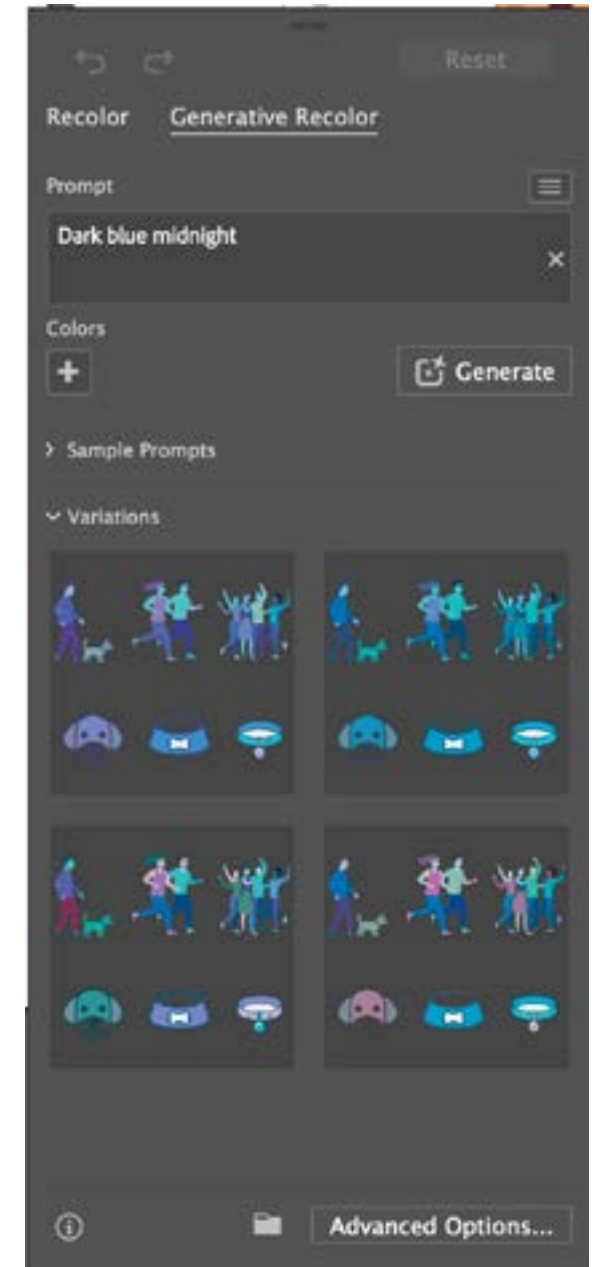 Reset
Recolor Generative Recolor
Prompt
Dark blue midnight
Colors
Generate
Sample Prompts
Variations
Advanced Options...